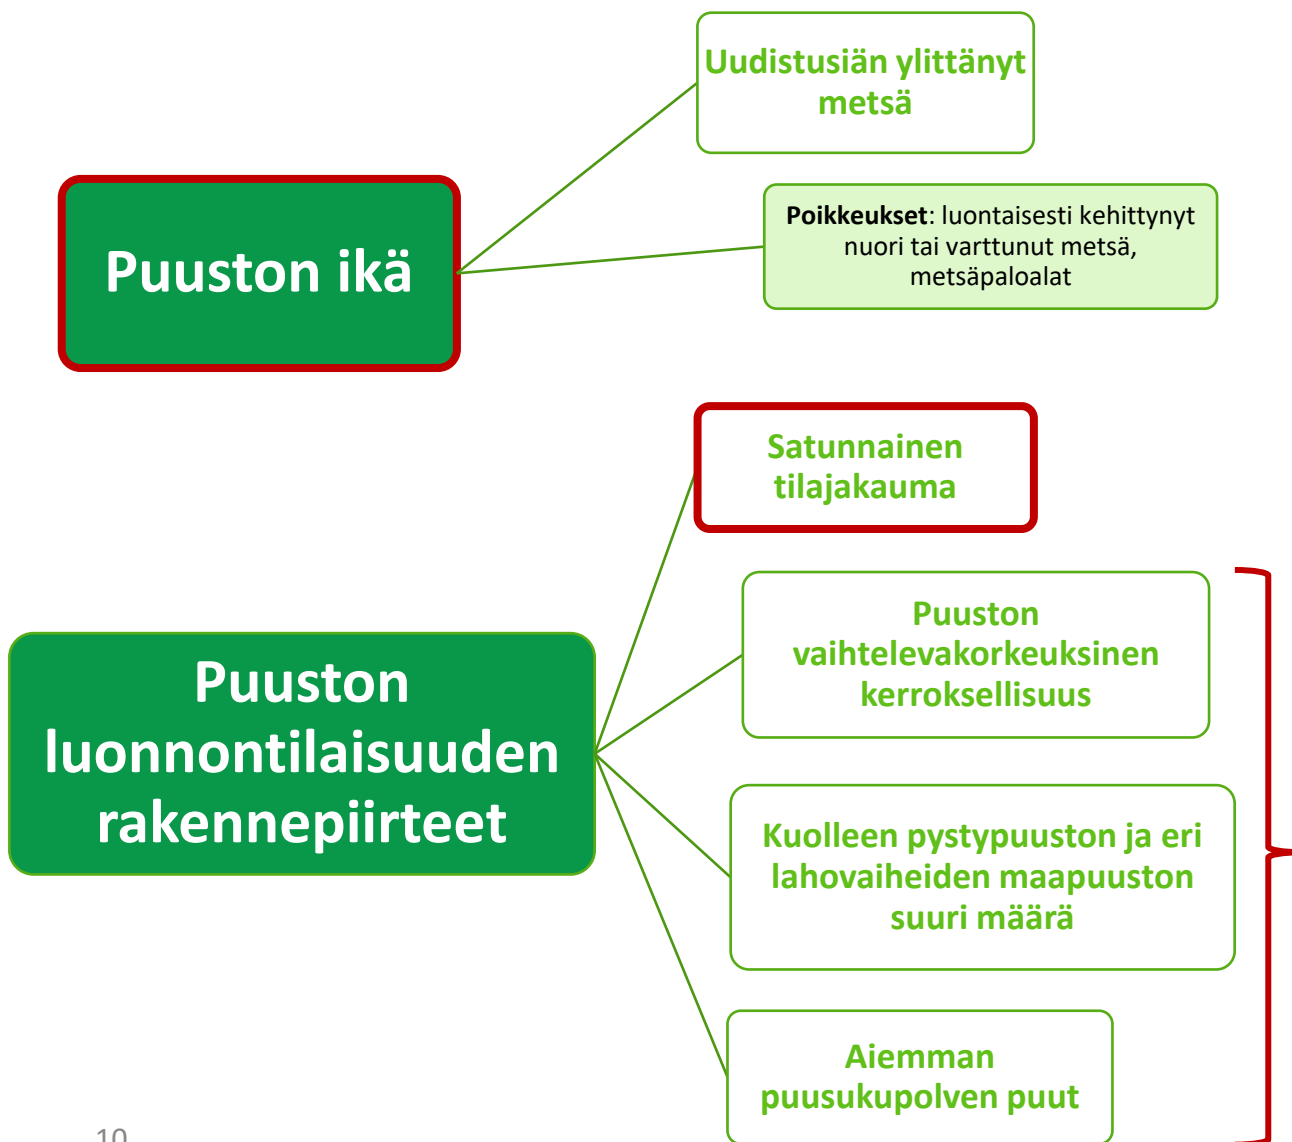 Uudistusiän ylittänyt
metsä
Puuston ikä
Poikkeukset: luontaisesti kehittynyt
nuori tai varttunut metsä,
metsäpaloalat
Satunnainen
tilajakauma
Puuston
luonnontilaisuuden
rakennepiirteet
Puuston
vaihtelevakorkeuksinen
kerroksellisuus
Kuolleen pystypuuston ja eri
lahovaiheiden maapuuston
suuri määrä
Aiemman
puusukupolven puut
10